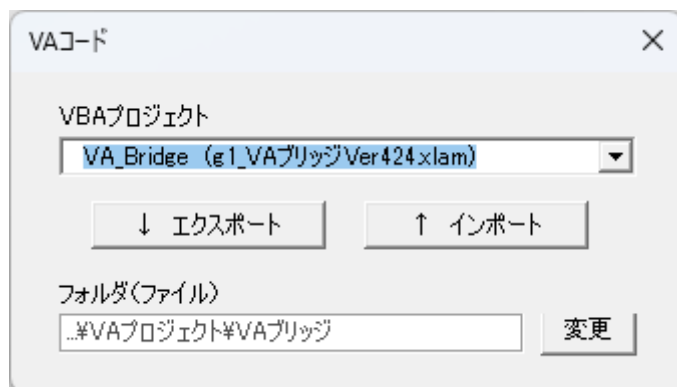 VAコード
VBAプロジェクト
VA_Bridge (g1_VAブリッジVer424.xlam)
↓ エクスポート
↑ インポート
フォルダ(ファイル)
...¥VAプロジェクト¥VAブリッジ
変更